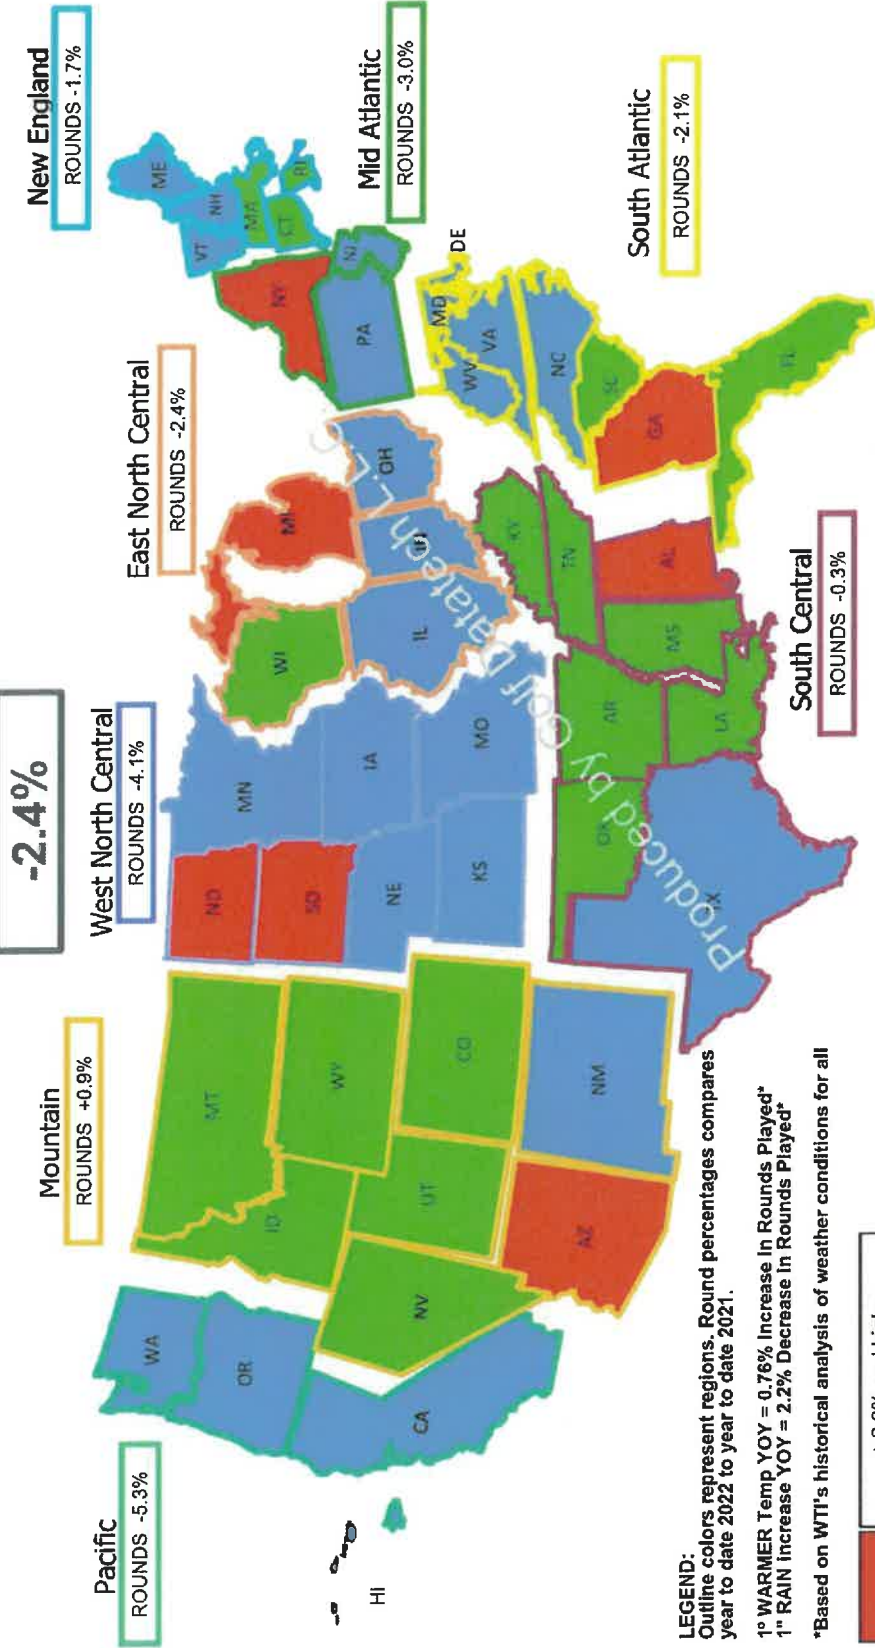 -2.4%
Pacific
ROUNDS -5.3%
Mountain
ROUNDS +0.9%
West North Central
ROUNDS -4.1%
East North Central
ROUNDS -2.4%
New England
ROUNDS -1.7%
Mid Atlantic
ROUNDS -3.0%
South Atlantic
ROUNDS -2.1%
South Central
ROUNDS -0.3%
WA
OR
CA
HI
MT
ID
WY
NV
UT
CO
AZ
NM
ND
SD
MN
NE
IA
KS
MO
WI
MI
IL
IN
OH
KY
TN
OK
AR
MS
AL
LA
TX
ME
NH
VT
MA
CT
RI
NY
NJ
PA
MD
DE
WV
VA
NC
SC
GA
FL
Produced by Golf Datatech L.L.C
LEGEND:
Outline colors represent regions. Round percentages compares
year to date 2022 to year to date 2021.
1° WARMER Temp YOY = 0.76% Increase In Rounds Played*
1" RAIN increase YOY = 2.2% Decrease In Rounds Played*
*Based on WTI's historical analysis of weather conditions for all